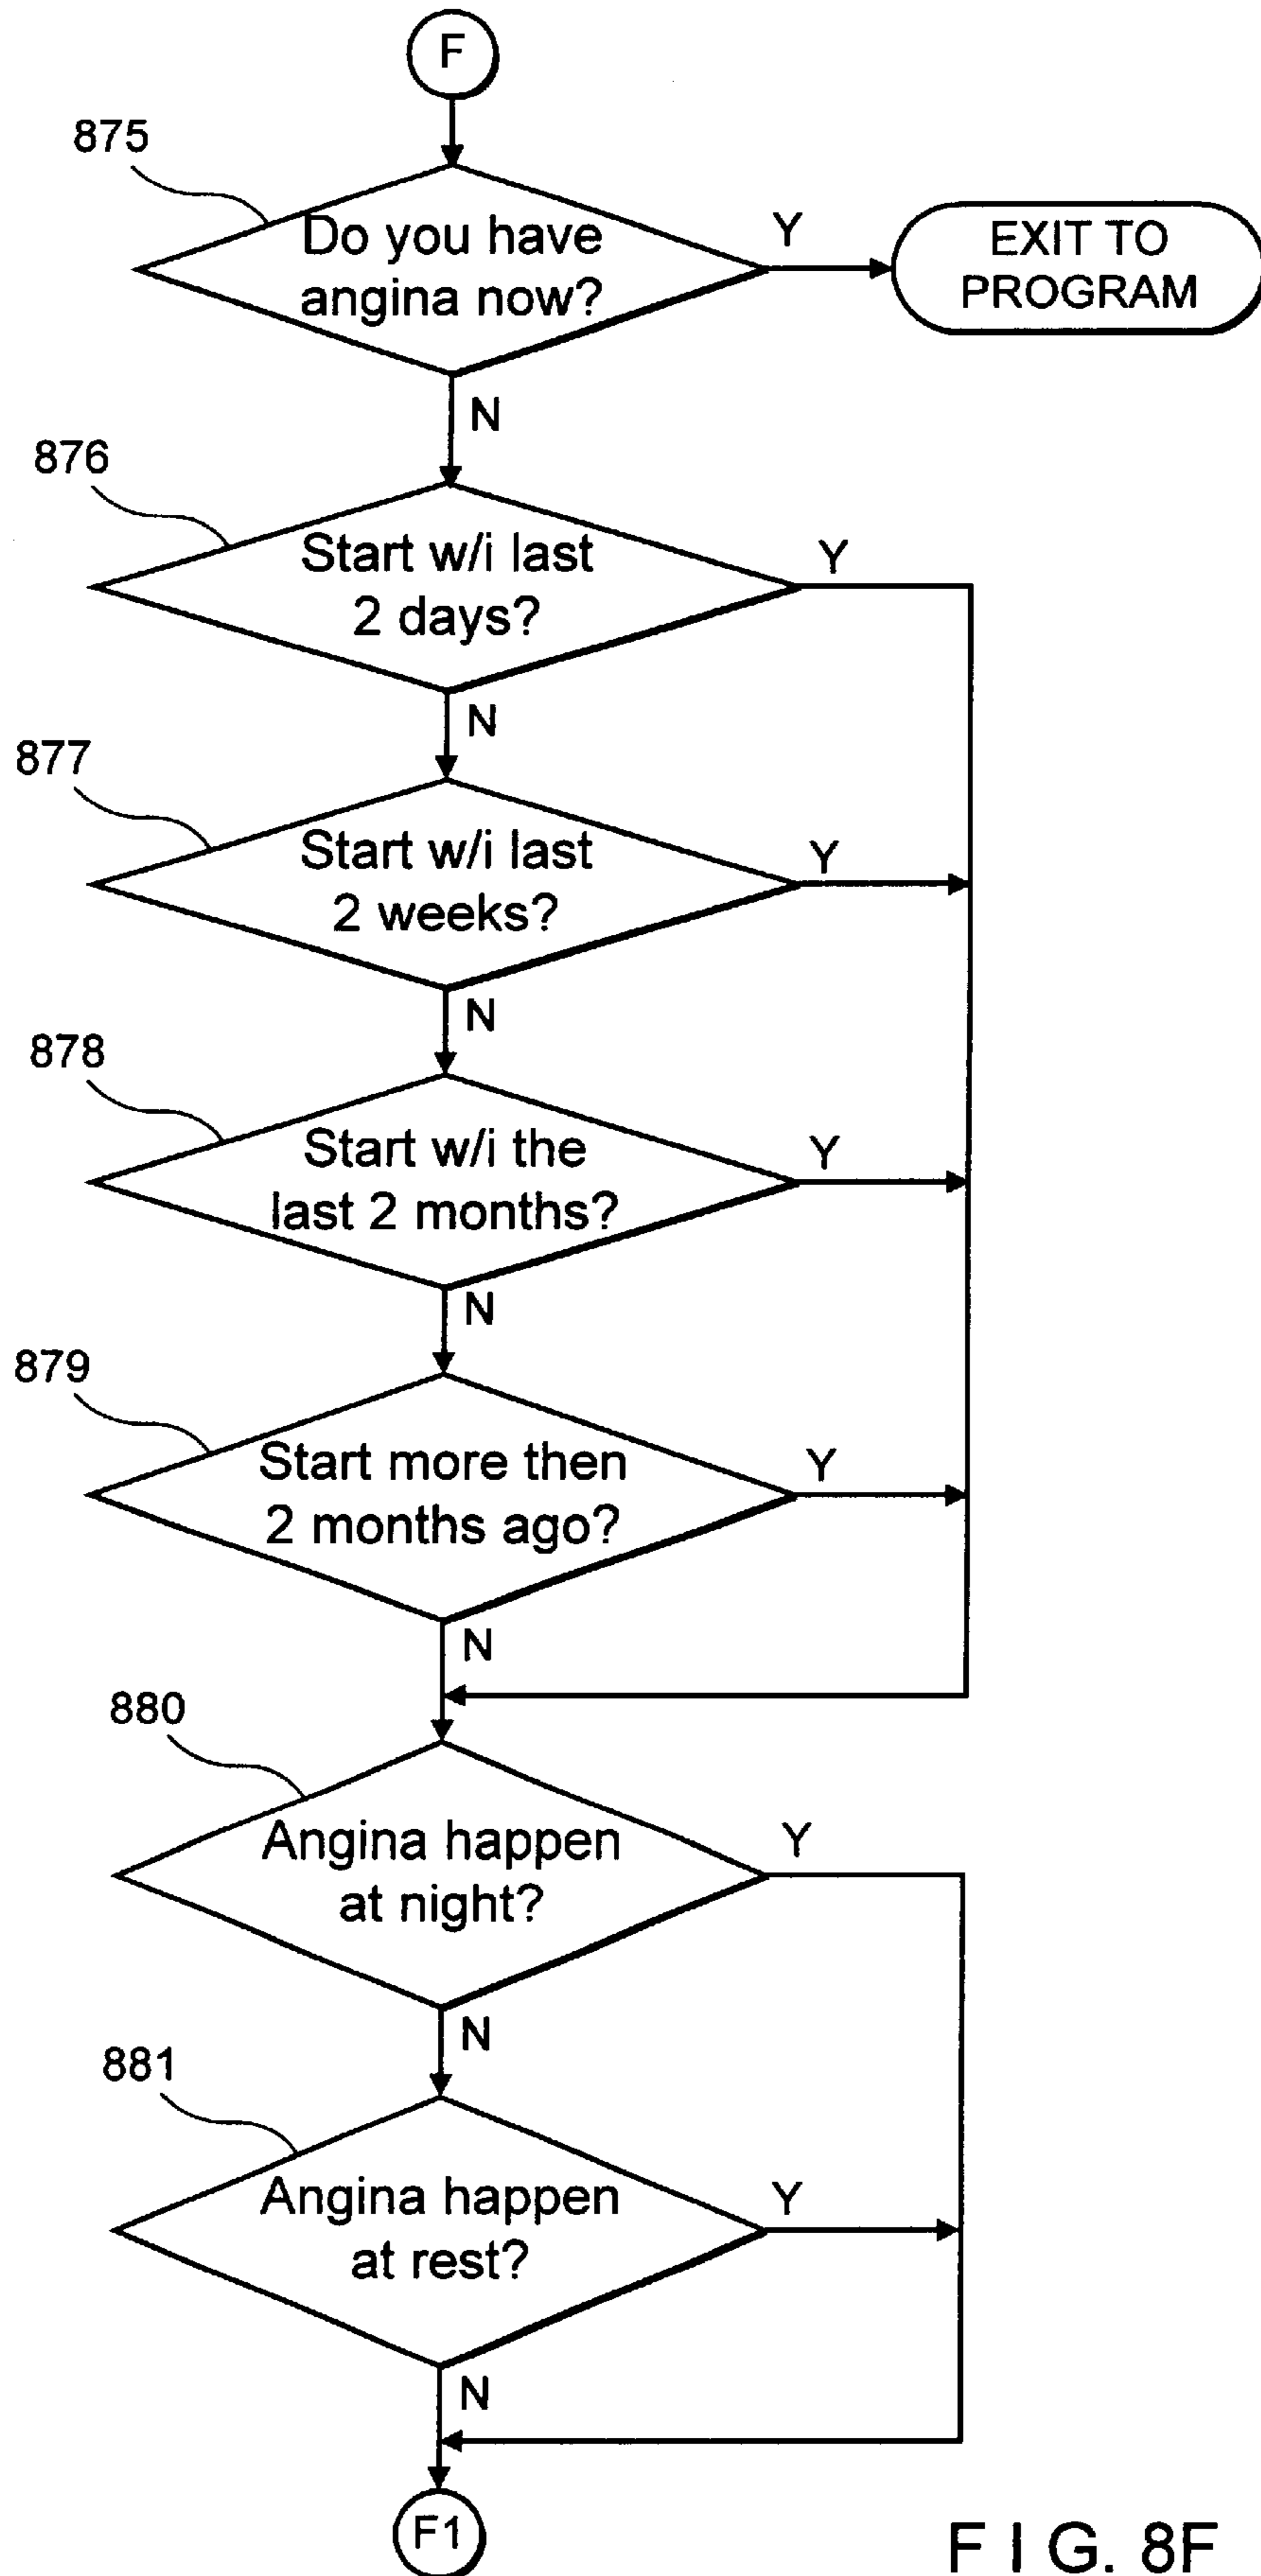 F
875
Do you have
angina now?
Y
EXIT TO
PROGRAM
N
876
Start w/i last
2 days?
Y
N
877
Start w/i last
2 weeks?
Y
N
878
Start w/i the
last 2 months?
Y
N
879
Start more then
2 months ago?
Y
N
880
Angina happen
at night?
Y
N
881
Angina happen
at rest?
Y
N
F1
F I G. 8F